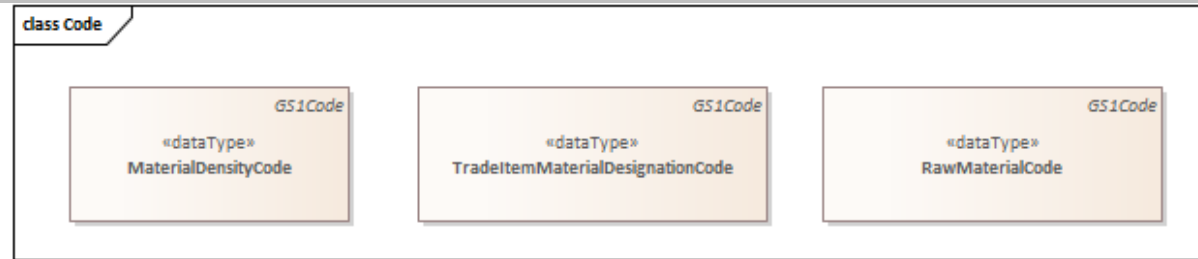 class Code
GS1Code
«dataType»
MaterialDensityCode
GS1Code
«dataType»
TradeItemMaterialDesignationCode
GS1Code
«dataType»
RawMaterialCode